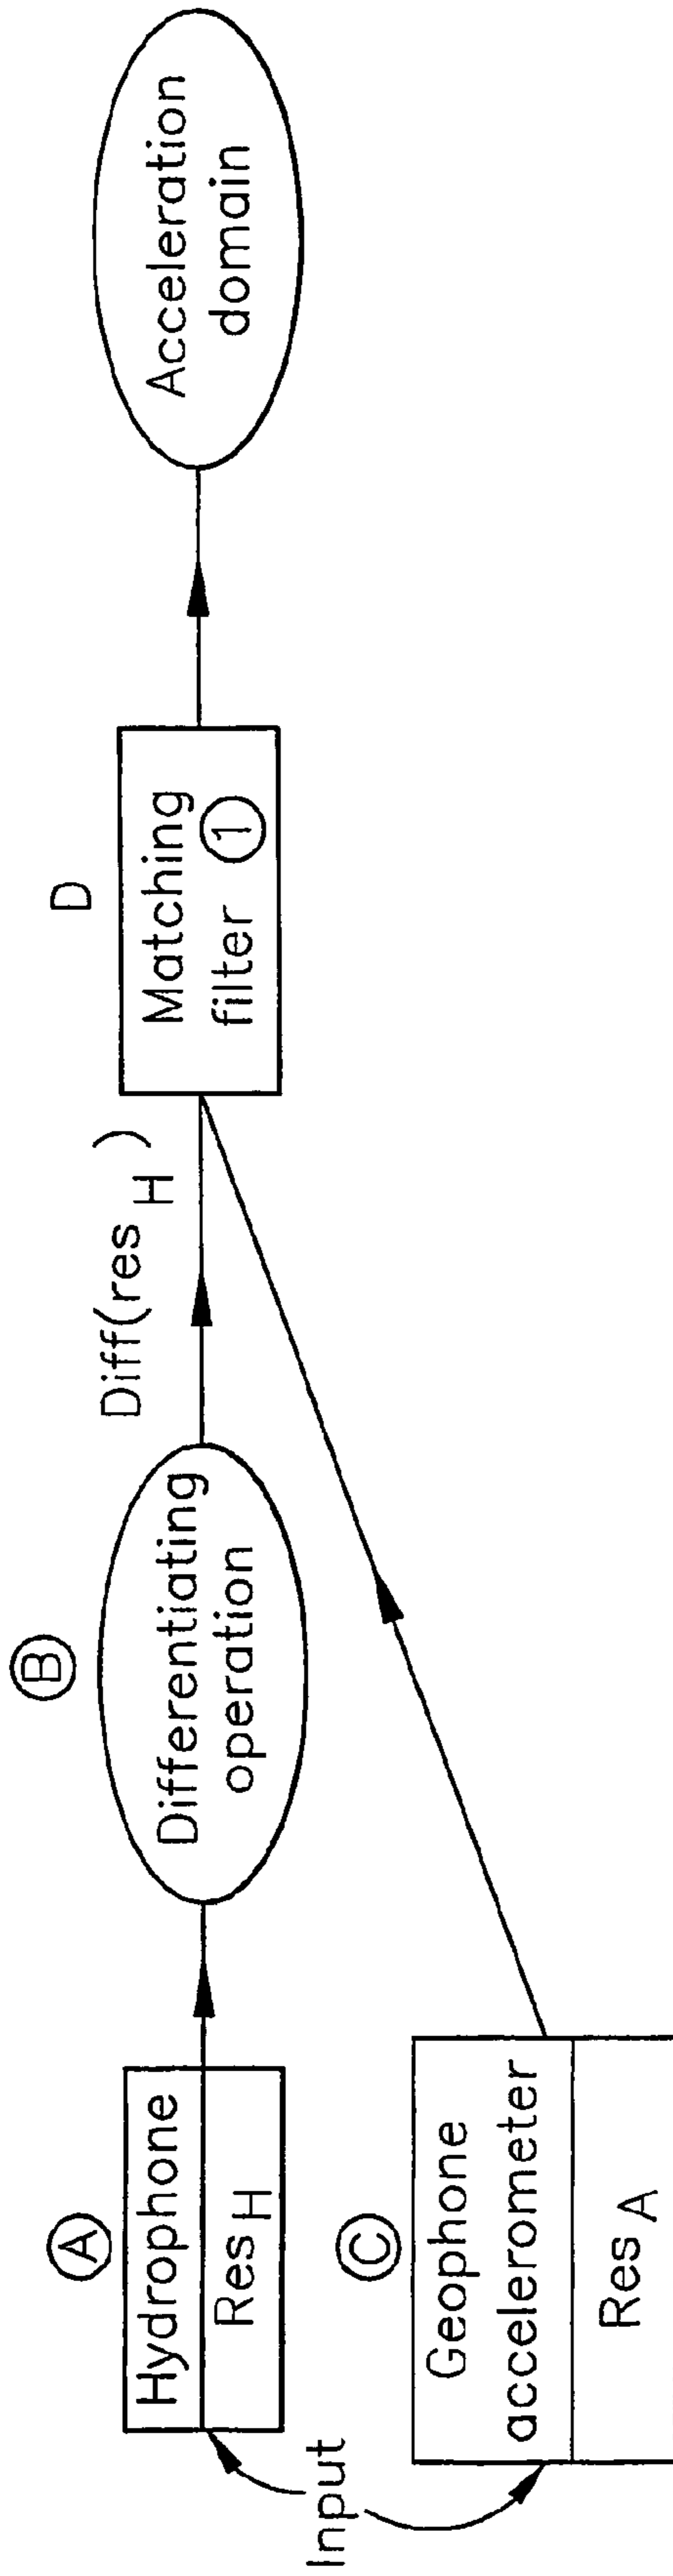 Input
Ⓐ
Hydrophone
Res H
Ⓑ
Differentiating
operation
Diff(res H)
D
Matching
filter ①
Acceleration
domain
Ⓒ
Geophone
accelerometer
Res A